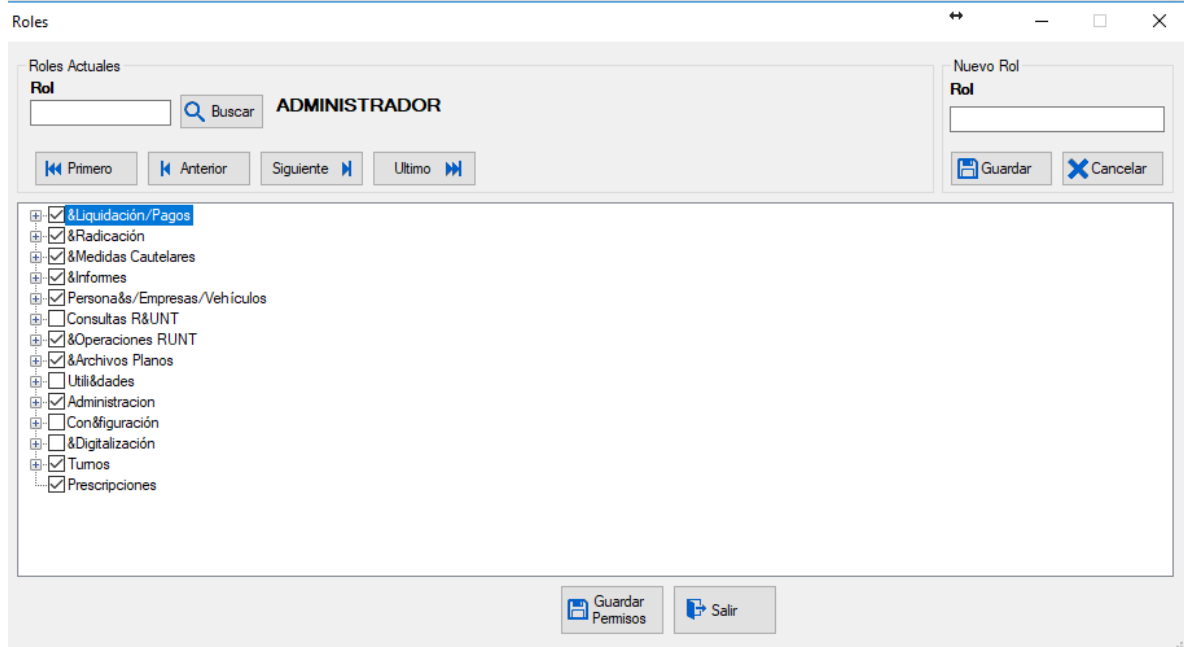 Roles
Roles Actuales
Rol
Buscar
ADMINISTRADOR
Primero
Anterior
Siguiente
Ultimo
Nuevo Rol
Rol
Guardar
Cancelar
&Liquidación/Pagos
&Radicación
&Medidas Cautelares
&Informes
Persona&s/Empresas/Vehículos
Consultas R&UNT
&Operaciones RUNT
&Archivos Planos
Utili&dades
Administracion
Con&figuración
&Digitalización
Turnos
Prescripciones
Guardar
Permisos
Salir